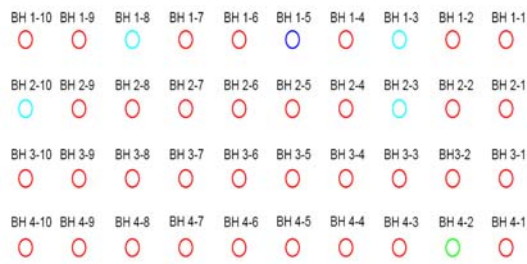 BH 1-10 BH 1-9 BH 1-8 BH 1-7 BH 1-6 BH 1-5 BH 1-4 BH 1-3 BH 1-2 BH 1-1
BH 2-10 BH 2-9 BH 2-8 BH 2-7 BH 2-6 BH 2-5 BH 2-4 BH 2-3 BH 2-2 BH 2-1
BH 3-10 BH 3-9 BH 3-8 BH 3-7 BH 3-6 BH 3-5 BH 3-4 BH 3-3 BH3-2 BH 3-1
BH 4-10 BH 4-9 BH 4-8 BH 4-7 BH 4-6 BH 4-5 BH 4-4 BH 4-3 BH 4-2 BH 4-1